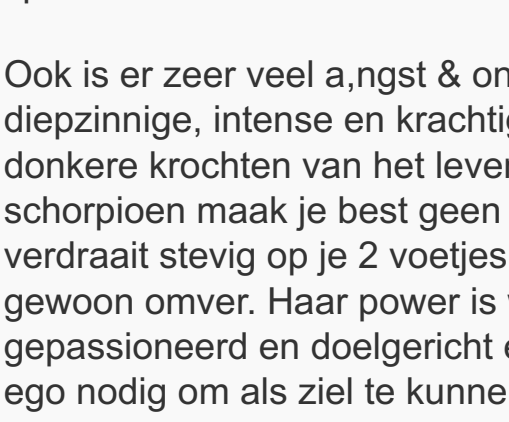 Ook is er zeer veel a,ngst & on
diepzinnige, intense en krachti
donkere krochten van het lever
schorpioen maak je best geen
verdraait stevig op je 2 voetjes
gewoon omver. Haar power is
gepassioneerd en doelgericht
ego nodig om als ziel te kunne